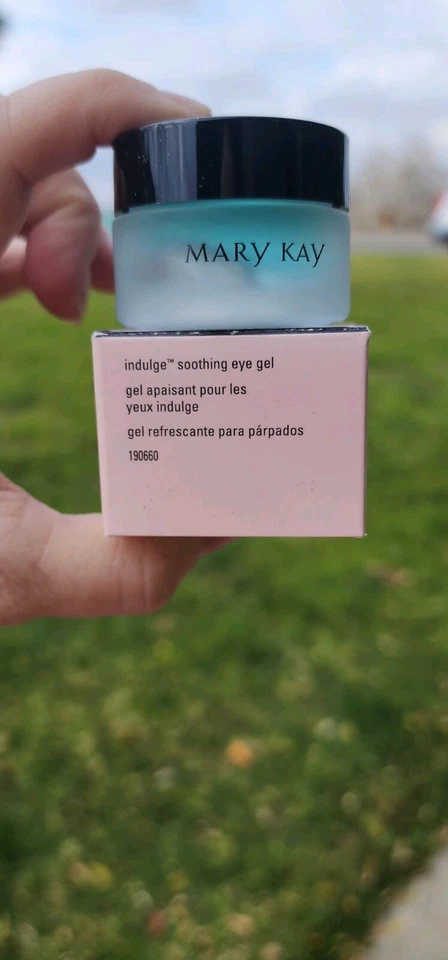 MARY KAY
indulge™ soothing eye gel
gel apaisant pour les
yeux indulge
gel refrescante para párpados
190660